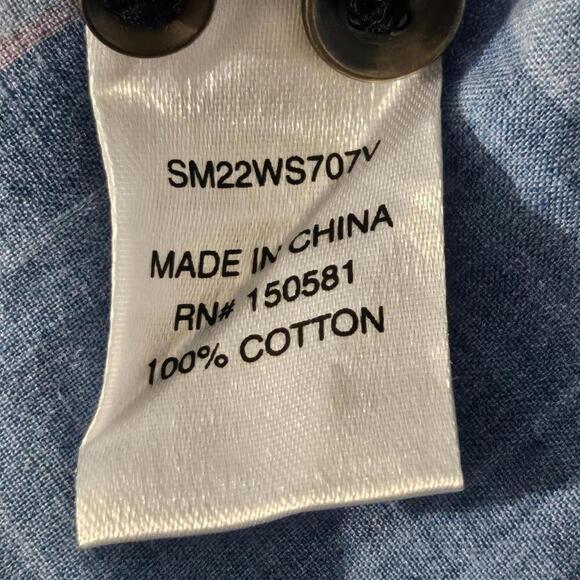 SM22WS707V
MADE IN CHINA
RN# 150581
100% COTTON